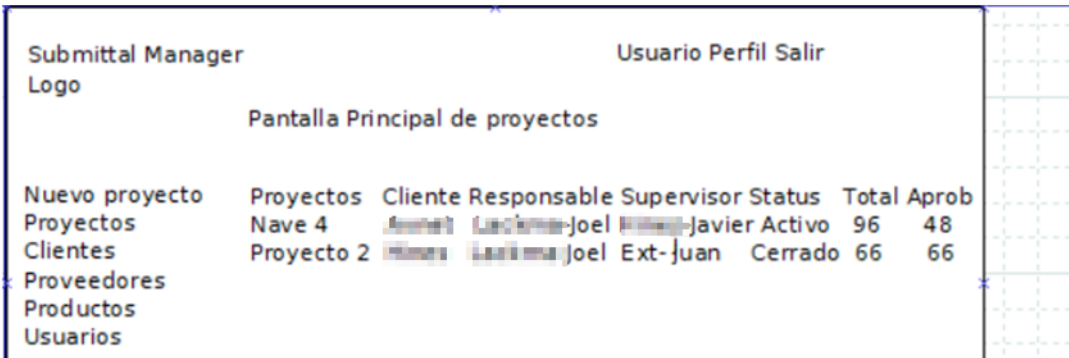 Submittal Manager
Usuario Perfil Salir
Logo
Pantalla Principal de proyectos
Nuevo proyecto
Proyectos Cliente Responsable Supervisor Status Total Aprob
Proyectos
Nave 4 -Joel -Javier Activo 96 48
Clientes
Proyecto 2 Joel Ext-Juan Cerrado 66 66
Proveedores
Productos
Usuarios